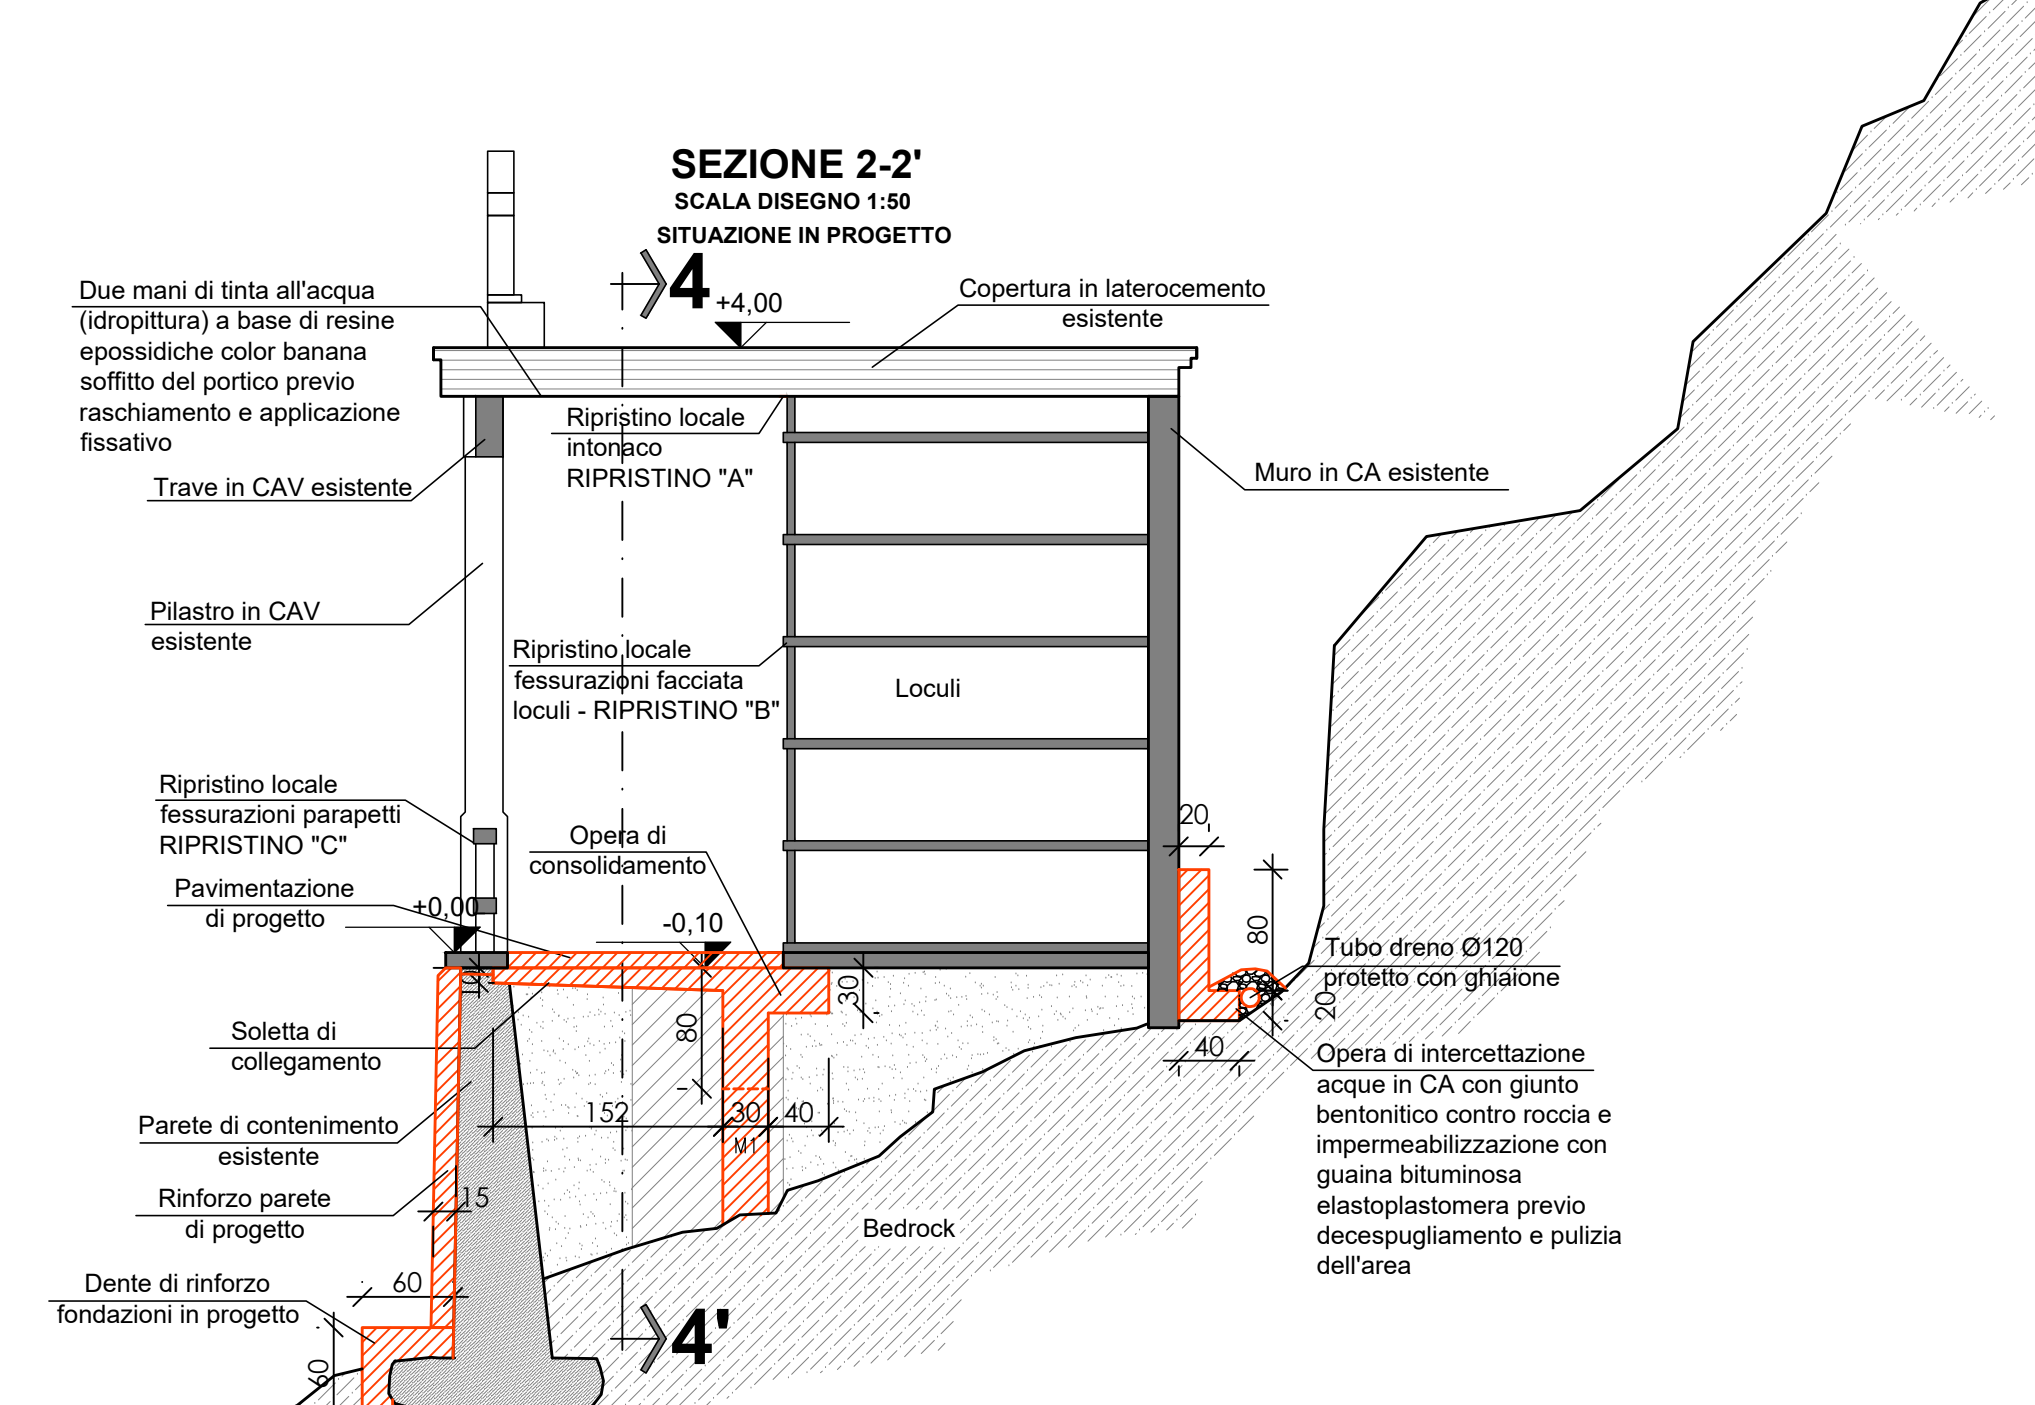 SEZIONE 2-2'
SCALA DISEGNO 1:50
SITUAZIONE IN PROGETTO
4
+4,00
Due mani di tinta all'acqua
(idropittura) a base di resine
epossidiche color banana
soffitto del portico previo
raschiamento e applicazione
fissativo
Copertura in laterocemento
esistente
Ripristino locale
intonaco
RIPRISTINO "A"
Trave in CAV esistente
Muro in CA esistente
Pilastro in CAV
esistente
Ripristino locale
fessurazioni facciata
loculi - RIPRISTINO "B"
Loculi
Ripristino locale
fessurazioni parapetti
RIPRISTINO "C"
Opera di
consolidamento
20
Pavimentazione
di progetto
+0,00
-0,10
80
Tubo dreno Ø120
protetto con ghiaione
10
30
20
80
Soletta di
collegamento
40
Opera di intercettazione
acque in CA con giunto
bentonitico contro roccia e
impermeabilizzazione con
guaina bituminosa
elastoplastomera previo
decespugliamento e pulizia
dell'area
152
30
40
M1
Parete di contenimento
esistente
Rinforzo parete
di progetto
15
Bedrock
Dente di rinforzo
fondazioni in progetto
60
60
4'